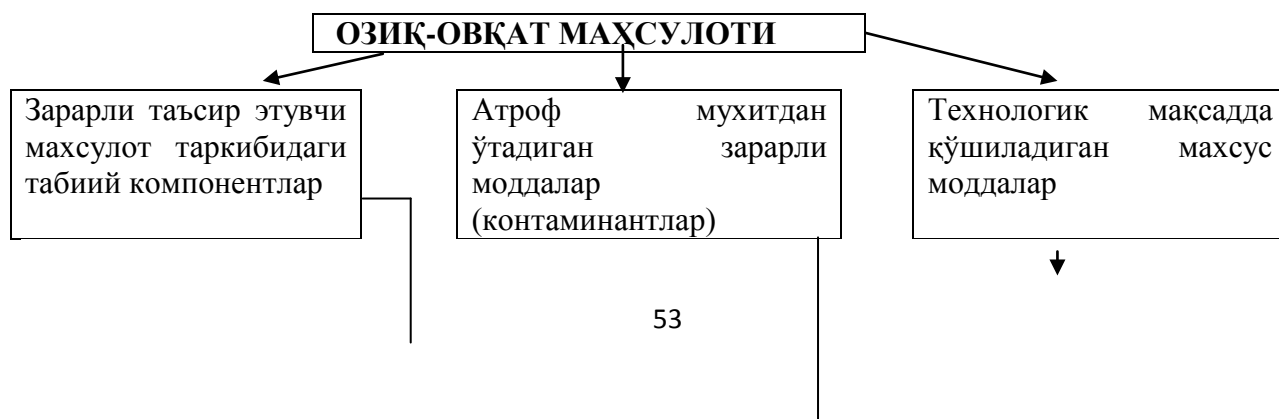 ОЗИҚ-ОВҚАТ МАҲСУЛОТИ
Зарарли таъсир этувчи
махсулот таркибидаги
табиий компонентлар
Атроф мухитдан
ўтадиган зарарли
моддалар
(контаминантлар)
Технологик мақсадда
қўшиладиган махсус
моддалар
53